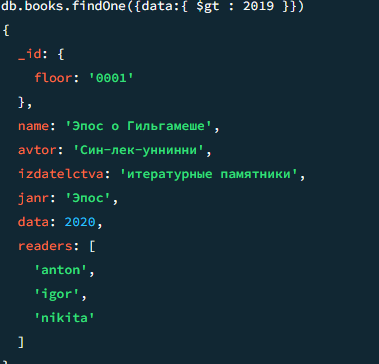 db.books.findOne({data:{ $gt : 2019 }})
{
  _id: {
    floor: '0001'
  },
  name: 'Эпос о Гильгамеше',
  avtor: 'Син-лек-уннинни',
  izdatelctva: 'итературные памятники',
  janr: 'Эпос',
  data: 2020,
  readers: [
    'anton',
    'igor',
    'nikita'
  ]
}